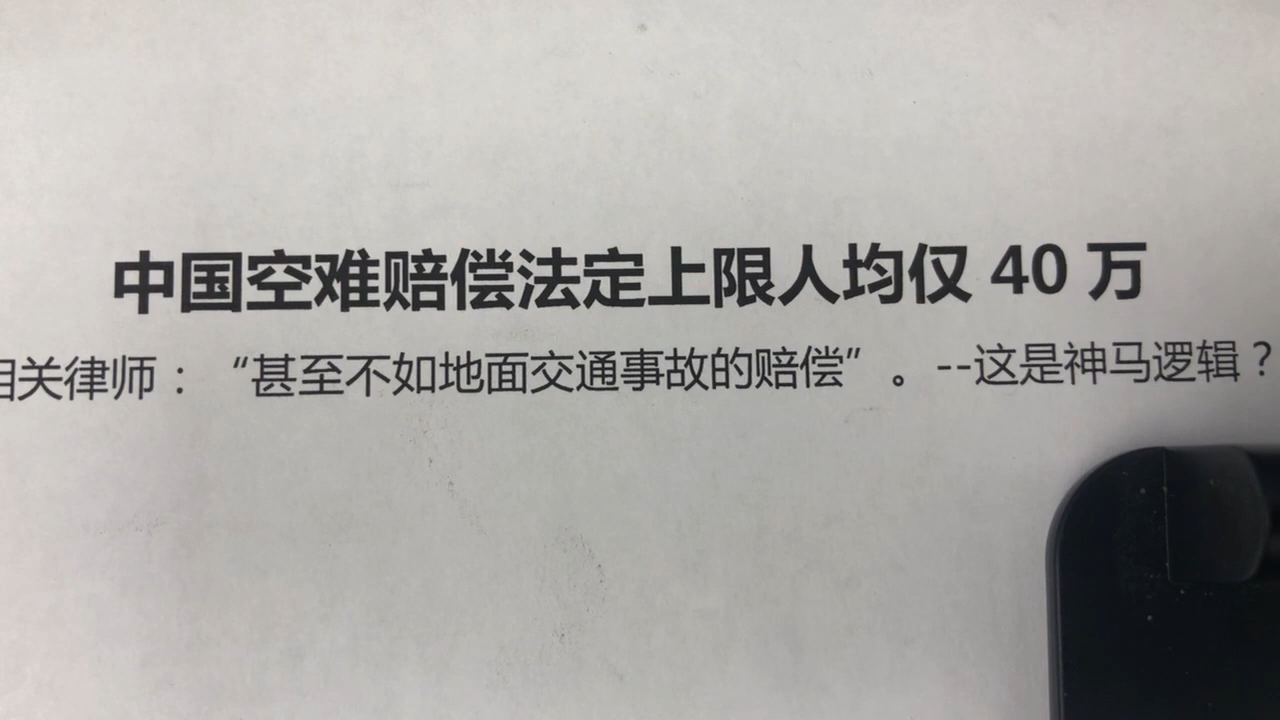 中国空难赔偿法定上限人均仅 40 万
相关律师：“甚至不如地面交通事故的赔偿”。--这是神马逻辑？